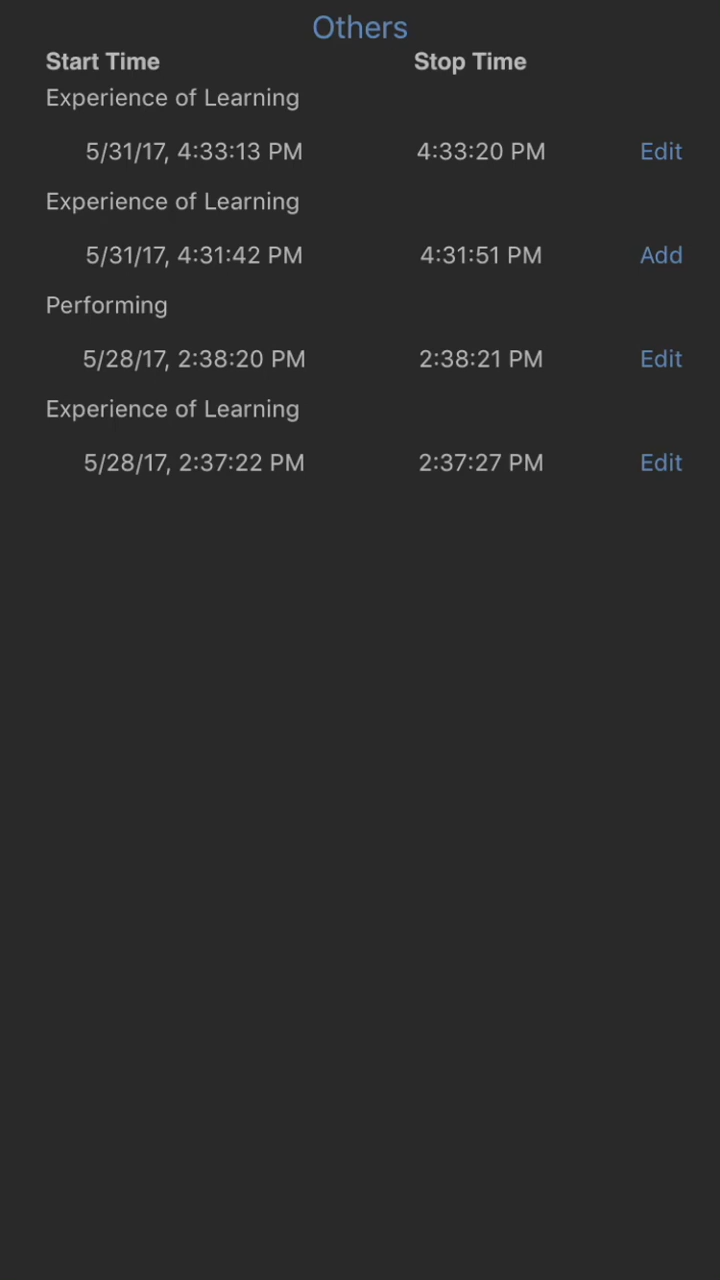 Others
Start Time Stop Time
Experience of Learning
5/31/17, 4:33:13 PM 4:33:20 PM Edit
Experience of Learning
5/31/17, 4:31:42 PM 4:31:51 PM Add
Performing
5/28/17, 2:38:20 PM 2:38:21 PM Edit
Experience of Learning
5/28/17, 2:37:22 PM 2:37:27 PM Edit